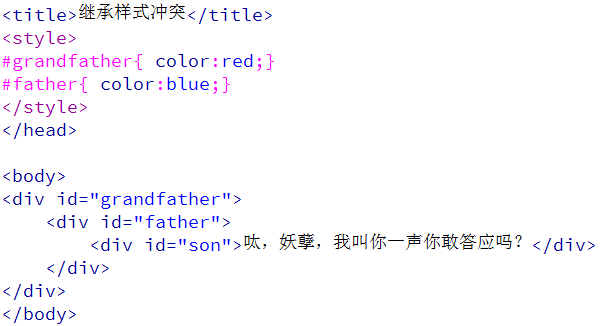 <title>继承样式冲突</title>
<style>
#grandfather{ color:red;}
#father{ color:blue;}
</style>
</head>
<body>
<div id="grandfather">
<div id="father">
<div id="son">呔，妖孽，我叫你一声你敢答应吗？</div>
</div>
</div>
</body>